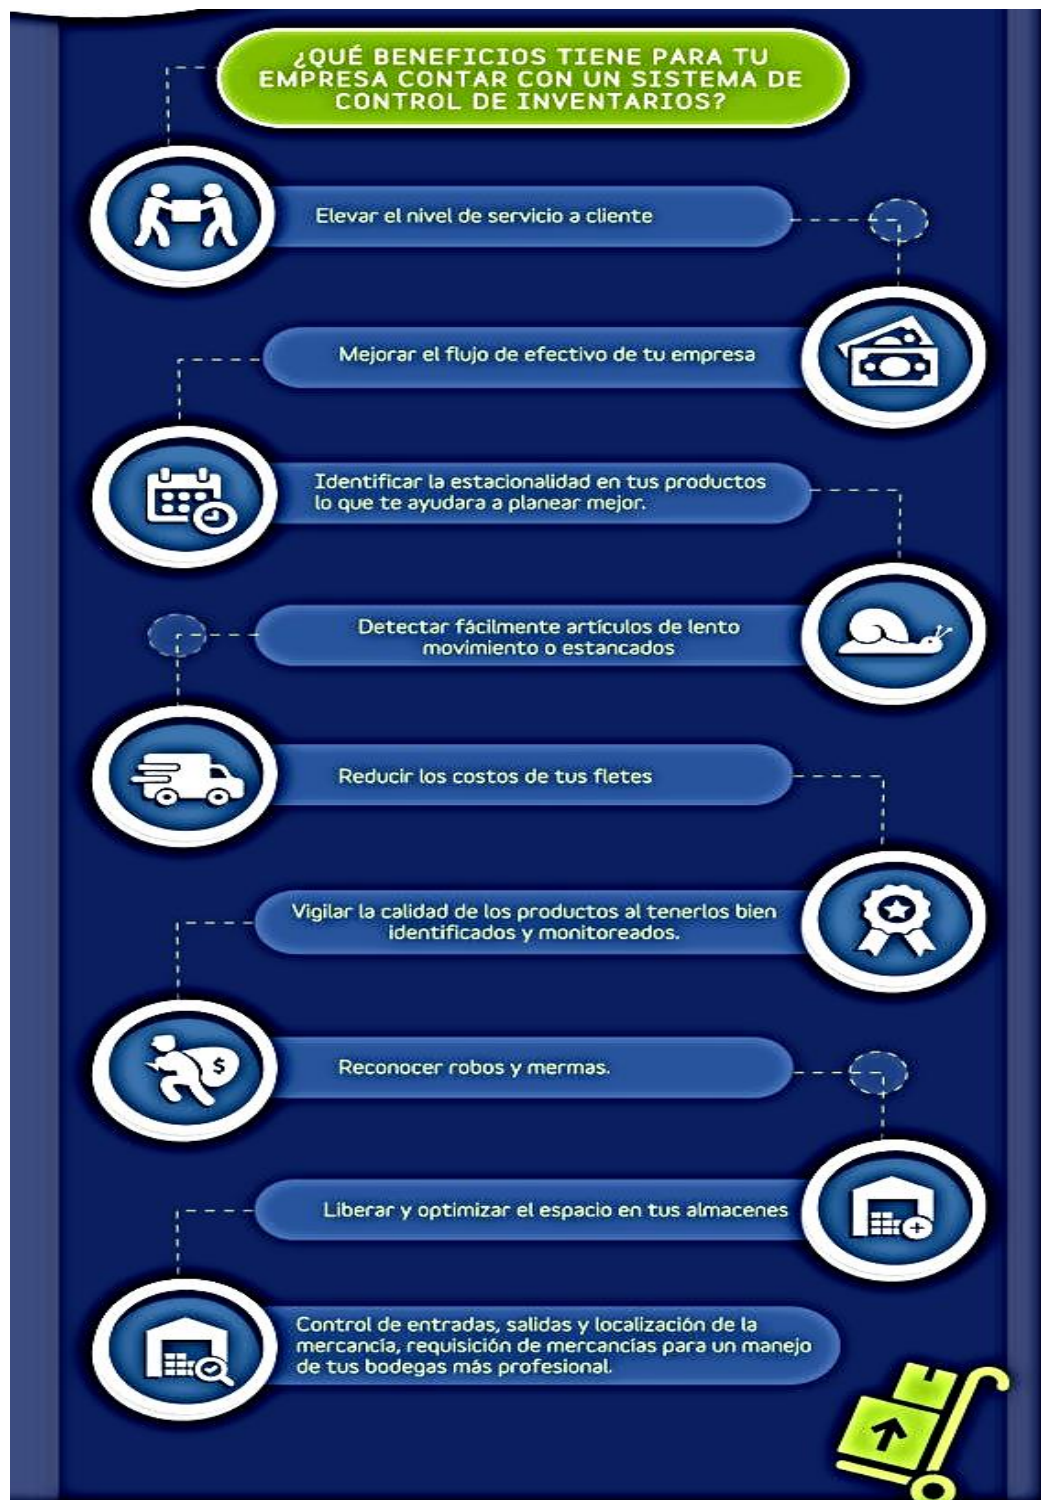 ¿QUÉ BENEFICIOS TIENE PARA TU
EMPRESA CONTAR CON UN SISTEMA DE
CONTROL DE INVENTARIOS?
Elevar el nivel de servicio a cliente
Mejorar el flujo de efectivo de tu empresa
Identificar la estacionalidad en tus productos
lo que te ayudara a planear mejor.
Detectar fácilmente artículos de lento
movimiento o estancados
Reducir los costos de tus fletes
Vigilar la calidad de los productos al tenerlos bien
identificados y monitoreados.
$
Reconocer robos y mermas.
Liberar y optimizar el espacio en tus almacenes
Control de entradas, salidas y localización de la
mercancía, requisición de mercancías para un manejo
de tus bodegas más profesional.